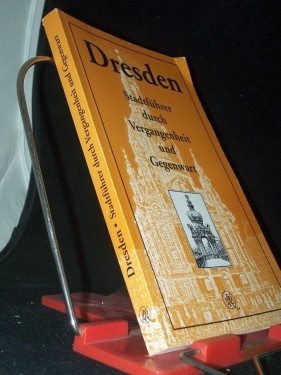 Dresden
Stadtführer
durch
Vergangenheit
und
Gegenwart
Dresden • Stadtführer durch Vergangenheit und Gegenwart